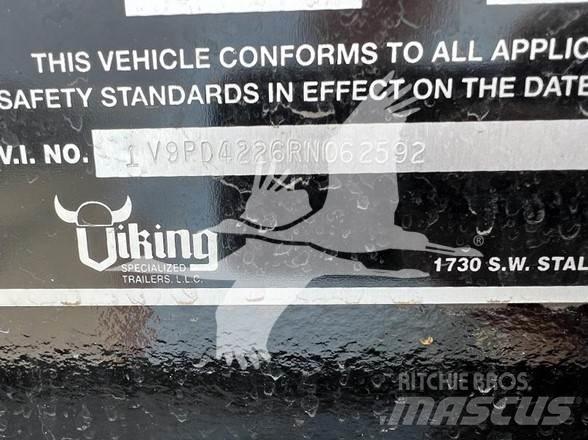 THIS VEHICLE CONFORMS TO ALL APPLIC
SAFETY STANDARDS IN EFFECT ON THE DATE
V.I. NO. 1V9PD4226RN062592
Viking ® 1730 S.W. STAL
SPECIALIZED
TRAILERS, L.L.C.
RITCHIE BROS.
MASCUS